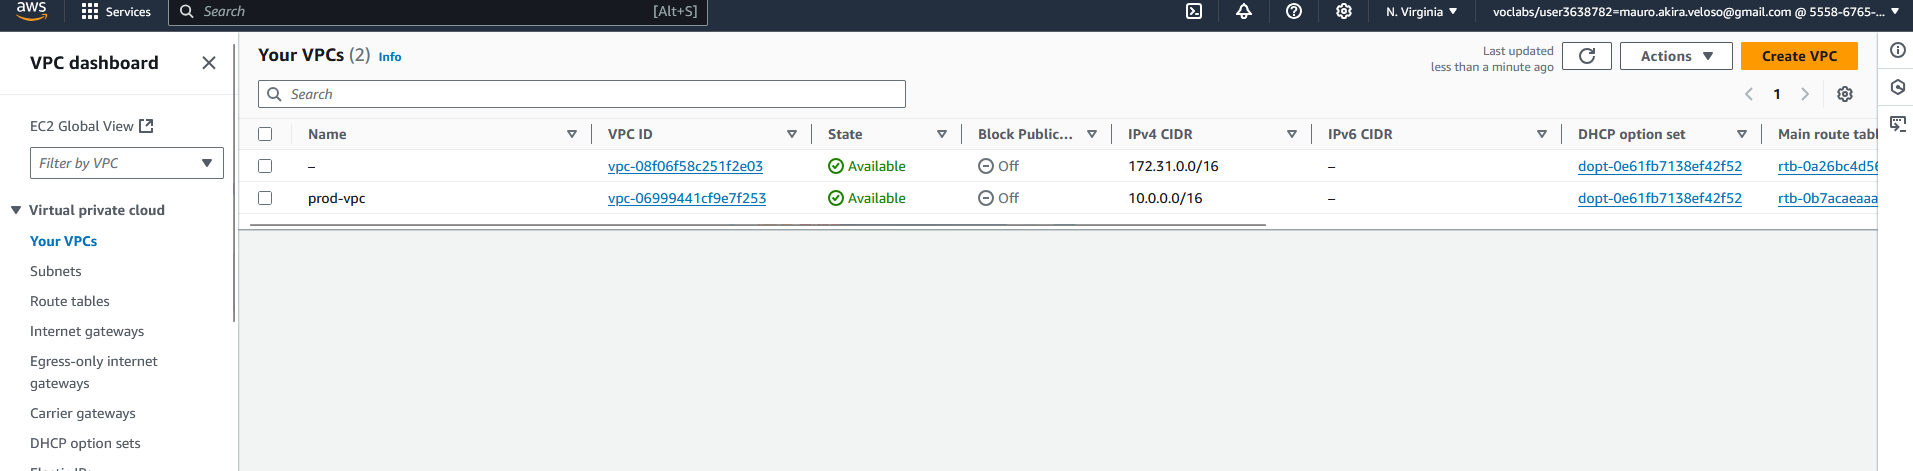 aws
Services
Search [Alt+S]
N. Virginia
voclabs/user3638782=mauro.akira.veloso@gmail.com @ 5558-6765-...
VPC dashboard
EC2 Global View
Filter by VPC
Virtual private cloud
Your VPCs
Subnets
Route tables
Internet gateways
Egress-only internet
gateways
Carrier gateways
DHCP option sets
Your VPCs (2) Info
Last updated
less than a minute ago
Actions
Create VPC
Search
1
Name VPC ID State Block Public... IPv4 CIDR IPv6 CIDR DHCP option set Main route tabl
– vpc-08f06f58c251f2e03 Available Off 172.31.0.0/16 – dopt-0e61fb7138ef42f52 rtb-0a26bc4d56
prod-vpc vpc-06999441cf9e7f253 Available Off 10.0.0.0/16 – dopt-0e61fb7138ef42f52 rtb-0b7acaeaaa